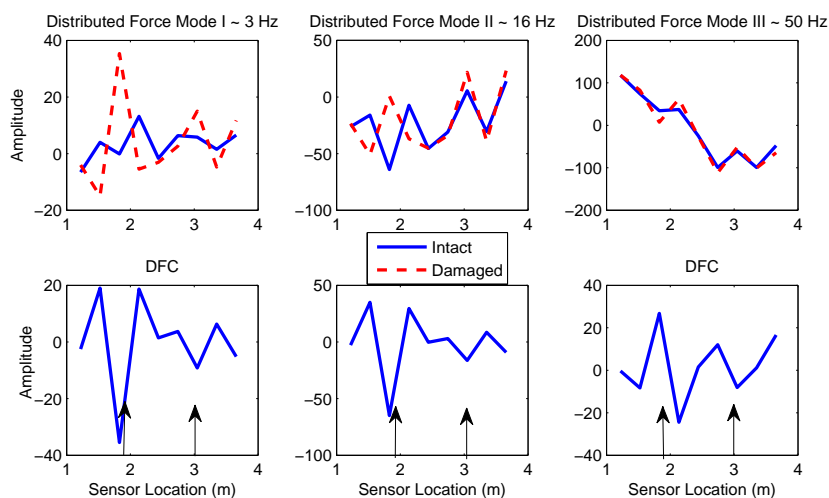 Distributed Force Mode I ~ 3 Hz
Distributed Force Mode II ~ 16 Hz
Distributed Force Mode III ~ 50 Hz
Amplitude
40
20
0
−20
1 2 3 4
50
0
−50
−100
1 2 3 4
200
100
0
−100
−200
1 2 3 4
Intact
Damaged
DFC
DFC
Amplitude
20
0
−20
−40
1 2 3 4
Sensor Location (m)
50
0
−50
−100
1 2 3 4
Sensor Location (m)
40
20
0
−20
−40
1 2 3 4
Sensor Location (m)